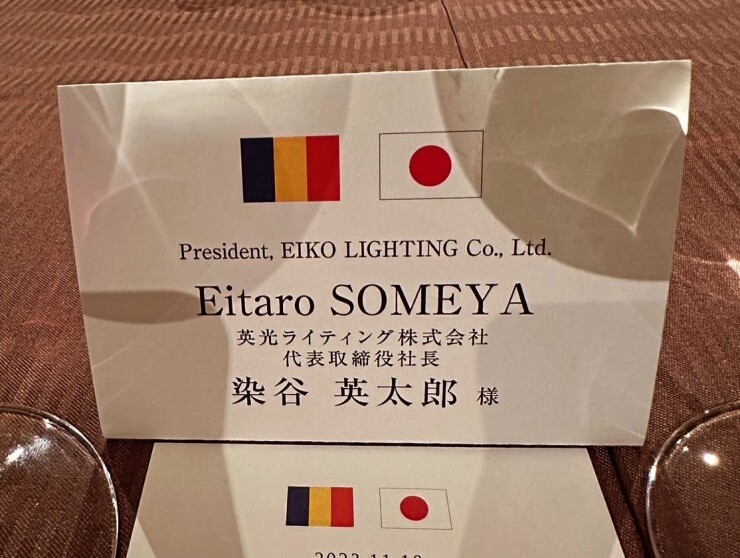 President, EIKO LIGHTING Co., Ltd.
Eitaro SOMEYA
英光ライティング株式会社
代表取締役社長
染谷 英太郎 様